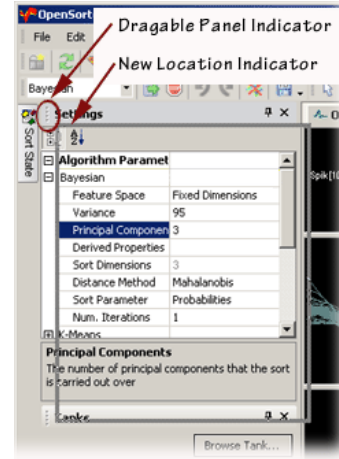 OpenSort
Dragable Panel Indicator
File Edit
New Location Indicator
Bayesian
Settings
Sort State
Algorithm Paramet
Bayesian
Feature Space Fixed Dimensions
Variance 95
Principal Componen 3
Derived Properties
Sort Dimensions 3
Distance Method Mahalanobis
Sort Parameter Probabilities
Num. Iterations 1
K-Means
Principal Components
The number of principal components that the sort
is carried out over
Tanks
Browse Tank...
Spik[10